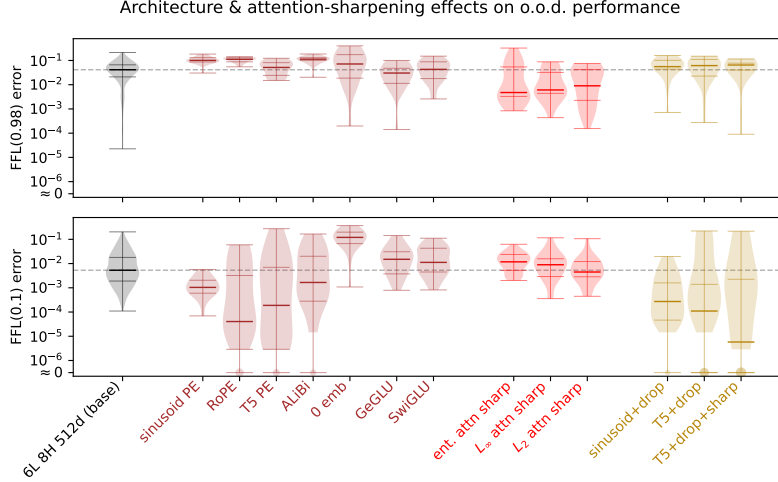 Architecture & attention-sharpening effects on o.o.d. performance
FFL(0.98) error
10⁻¹
10⁻²
10⁻³
10⁻⁴
10⁻⁵
10⁻⁶
≈ 0
FFL(0.1) error
10⁻¹
10⁻²
10⁻³
10⁻⁴
10⁻⁵
10⁻⁶
≈ 0
6L 8H 512d (base)
sinusoid PE
RoPE
T5 PE
ALiBi
0 emb
GeGLU
SwiGLU
ent. attn sharp
L∞ attn sharp
L₂ attn sharp
sinusoid+drop
T5+drop
T5+drop+sharp